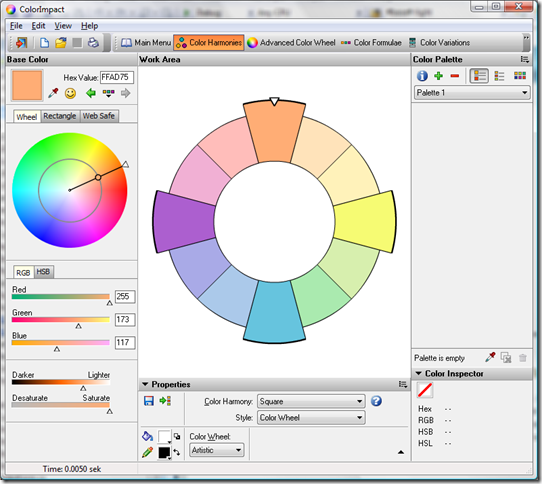 ColorImpact
File Edit View Help
Main Menu Color Harmonies Advanced Color Wheel Color Formulae Color Variations
Base Color
Hex Value: FFAD75
Wheel Rectangle Web Safe
RGB HSB
Red
255
Green
173
Blue
117
Darker Lighter
Desaturate Saturate
Time: 0.0050 sek
Work Area
Properties
Color Harmony: Square
Style: Color Wheel
Color Wheel:
Artistic
Color Palette
Palette 1
Palette is empty
Color Inspector
Hex --
RGB --
HSB --
HSL --